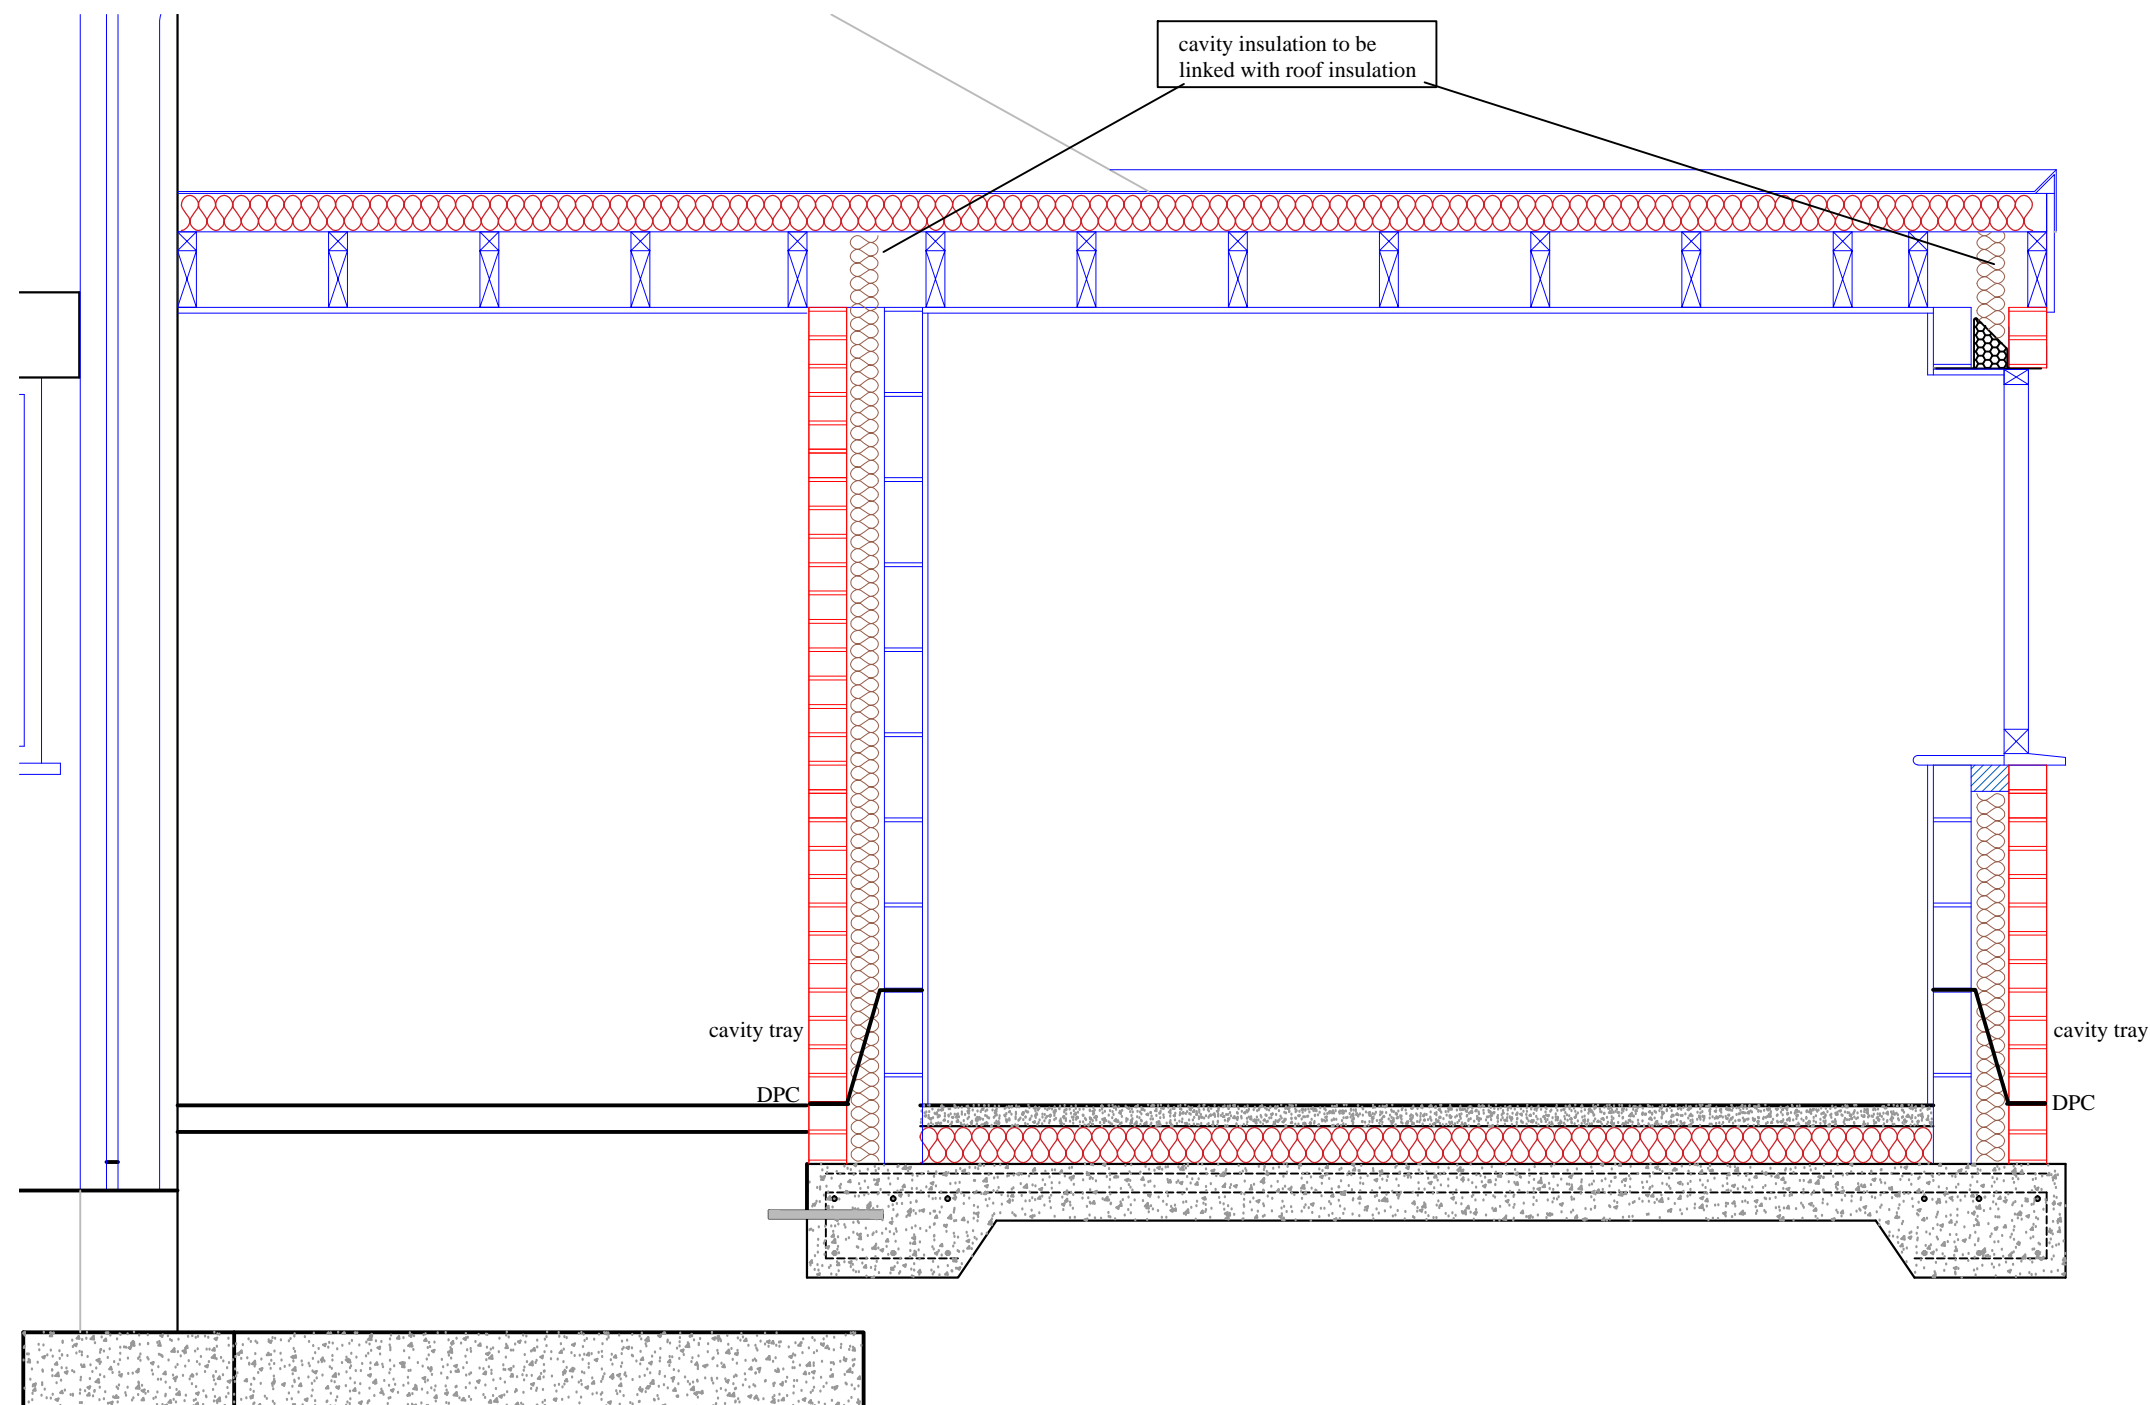 cavity insulation to be
linked with roof insulation
cavity tray
cavity tray
DPC
DPC